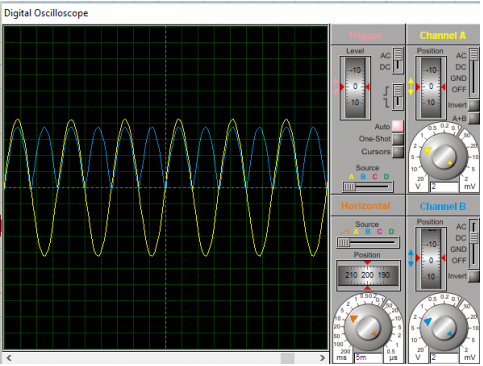 Digital Oscilloscope
Trigger
Level
AC
DC
-10
0
10
Auto
One-Shot
Cursors
Source
A B C D
Horizontal
Source
A B C D
Position
210 200 190
ms
5m
µs
Channel A
Position
AC
DC
GND
OFF
-10
0
10
Invert
A+B
V
2
mV
Channel B
Position
AC
DC
GND
OFF
-10
0
10
Invert
V
2
mV